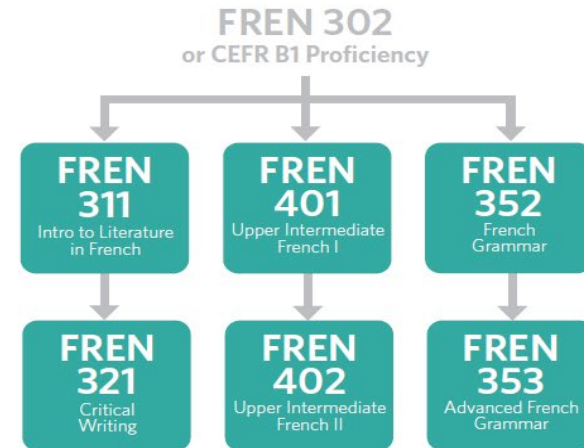 FREN 302
or CEFR B1 Proficiency
FREN
311
Intro to Literature
in French
FREN
401
Upper Intermediate
French I
FREN
352
French
Grammar
FREN
321
Critical
Writing
FREN
402
Upper Intermediate
French II
FREN
353
Advanced French
Grammar